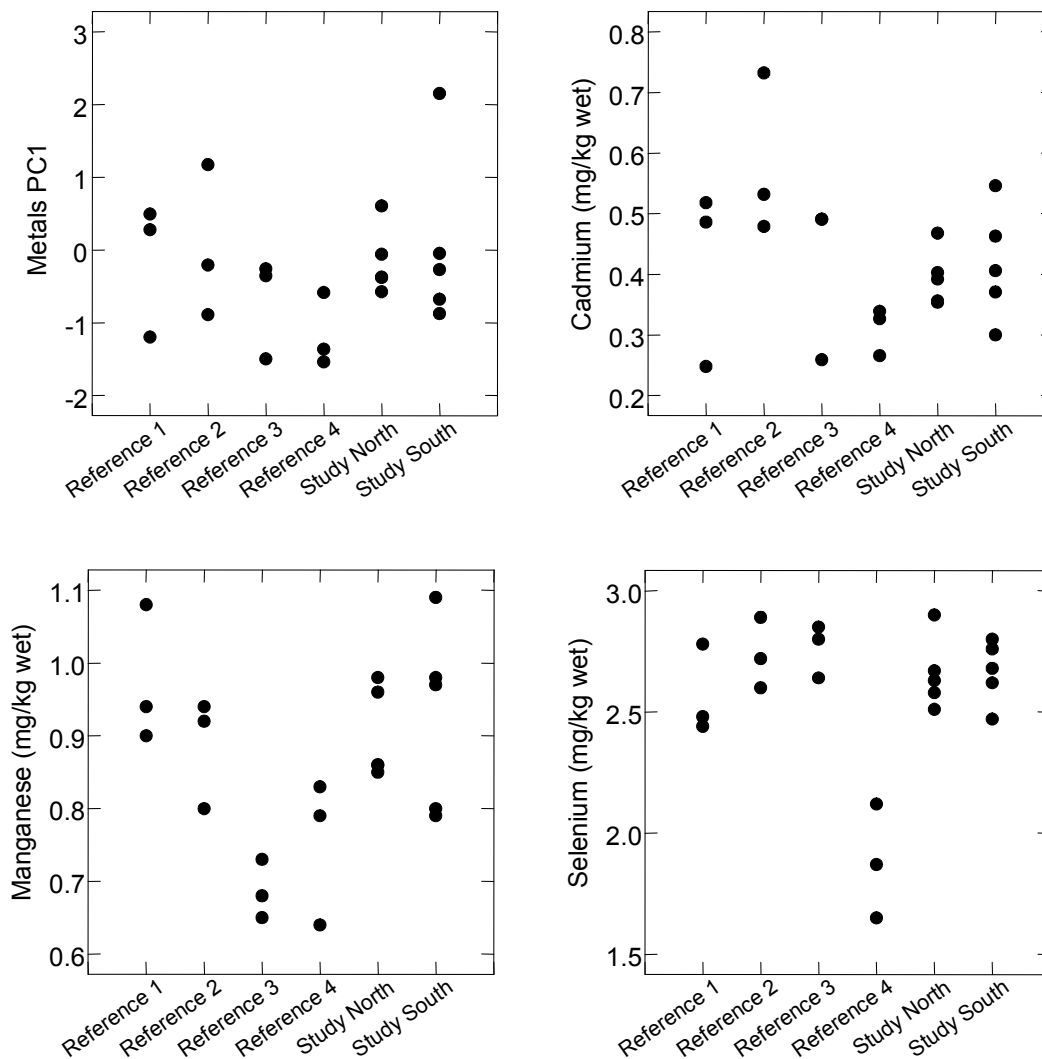 Metals PC1
3
2
1
0
-1
-2
Reference 1
Reference 2
Reference 3
Reference 4
Study North
Study South
Cadmium (mg/kg wet)
0.8
0.7
0.6
0.5
0.4
0.3
0.2
Reference 1
Reference 2
Reference 3
Reference 4
Study North
Study South
Manganese (mg/kg wet)
1.1
1.0
0.9
0.8
0.7
0.6
Reference 1
Reference 2
Reference 3
Reference 4
Study North
Study South
Selenium (mg/kg wet)
3.0
2.5
2.0
1.5
Reference 1
Reference 2
Reference 3
Reference 4
Study North
Study South